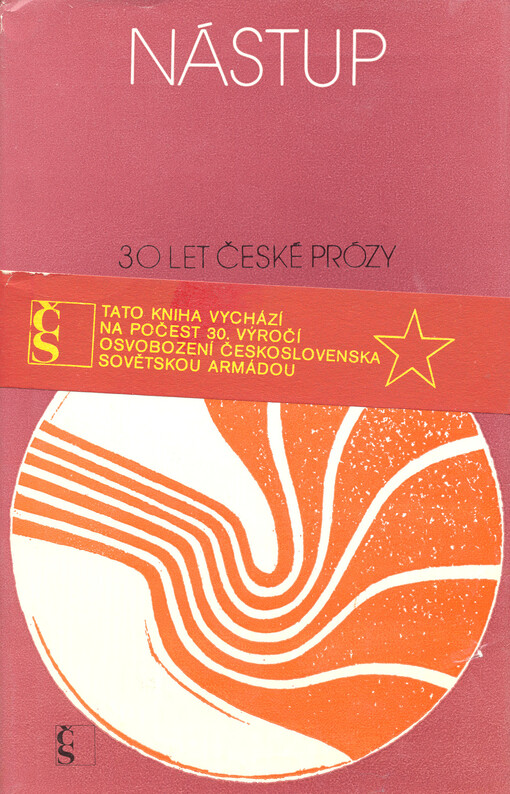 NÁSTUP
30 LET ČESKÉ PRÓZY
ČS
TATO KNIHA VYCHÁZÍ
NA POČEST 30. VÝROČÍ
OSVOBOZENÍ ČESKOSLOVENSKA
SOVĚTSKOU ARMÁDOU
ČS